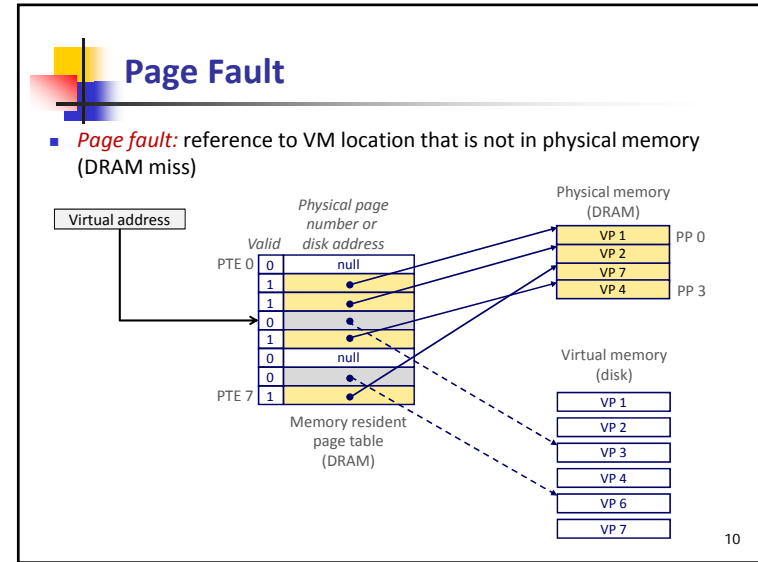 Page Fault
Page fault: reference to VM location that is not in physical memory
(DRAM miss)
Virtual address
Valid
Physical page
number or
disk address
PTE 0
0 null
1
1
0
1
0 null
0
PTE 7 1
Memory resident
page table
(DRAM)
Physical memory
(DRAM)
VP 1 PP 0
VP 2
VP 7
VP 4 PP 3
Virtual memory
(disk)
VP 1
VP 2
VP 3
VP 4
VP 6
VP 7
10